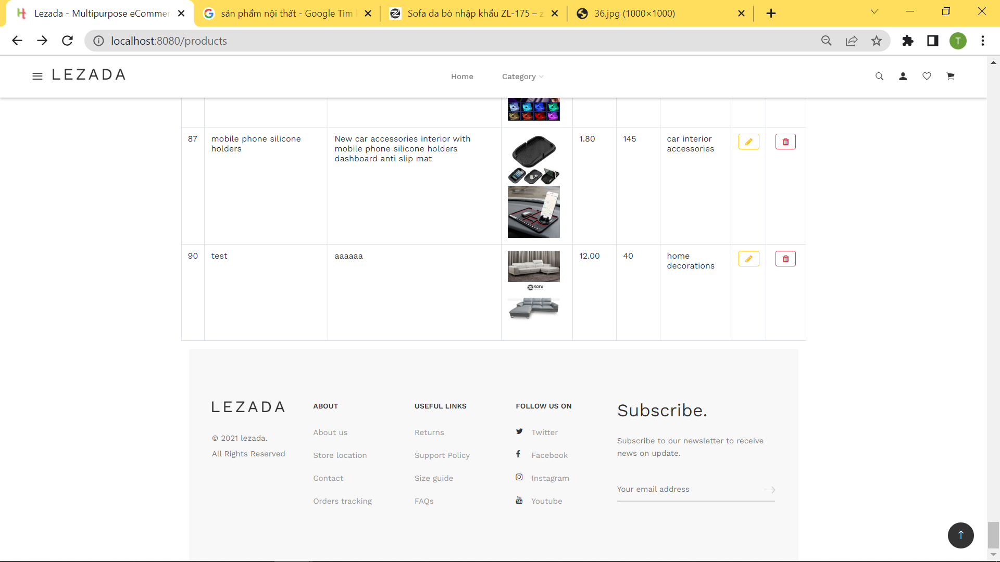 Lezada - Multipurpose eCommer
sản phẩm nội thất - Google Tìm
Sofa da bò nhập khẩu ZL-175 – z
36.jpg (1000×1000)
localhost:8080/products
T
LEZADA
Home
Category
87
mobile phone silicone
holders
New car accessories interior with
mobile phone silicone holders
dashboard anti slip mat
1.80
145
car interior
accessories
90
test
aaaaaa
SOFA
12.00
40
home
decorations
LEZADA
© 2021 lezada.
All Rights Reserved
ABOUT
About us
Store location
Contact
Orders tracking
USEFUL LINKS
Returns
Support Policy
Size guide
FAQs
FOLLOW US ON
Twitter
Facebook
Instagram
Youtube
Subscribe.
Subscribe to our newsletter to receive
news on update.
Your email address